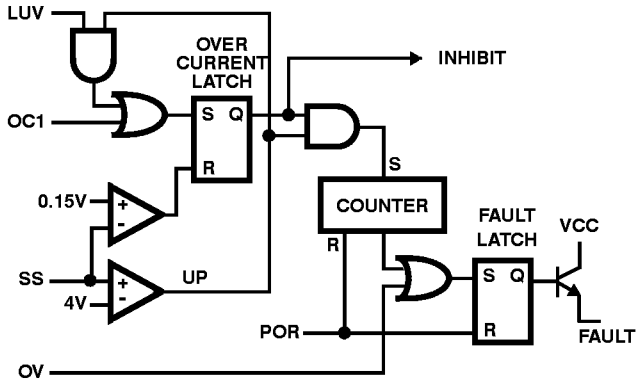 LUV
OVER
CURRENT
LATCH
INHIBIT
OC1
S Q
R
0.15V
+
-
S
COUNTER
R
FAULT
LATCH
VCC
SS
+
-
4V
UP
S Q
R
POR
FAULT
OV